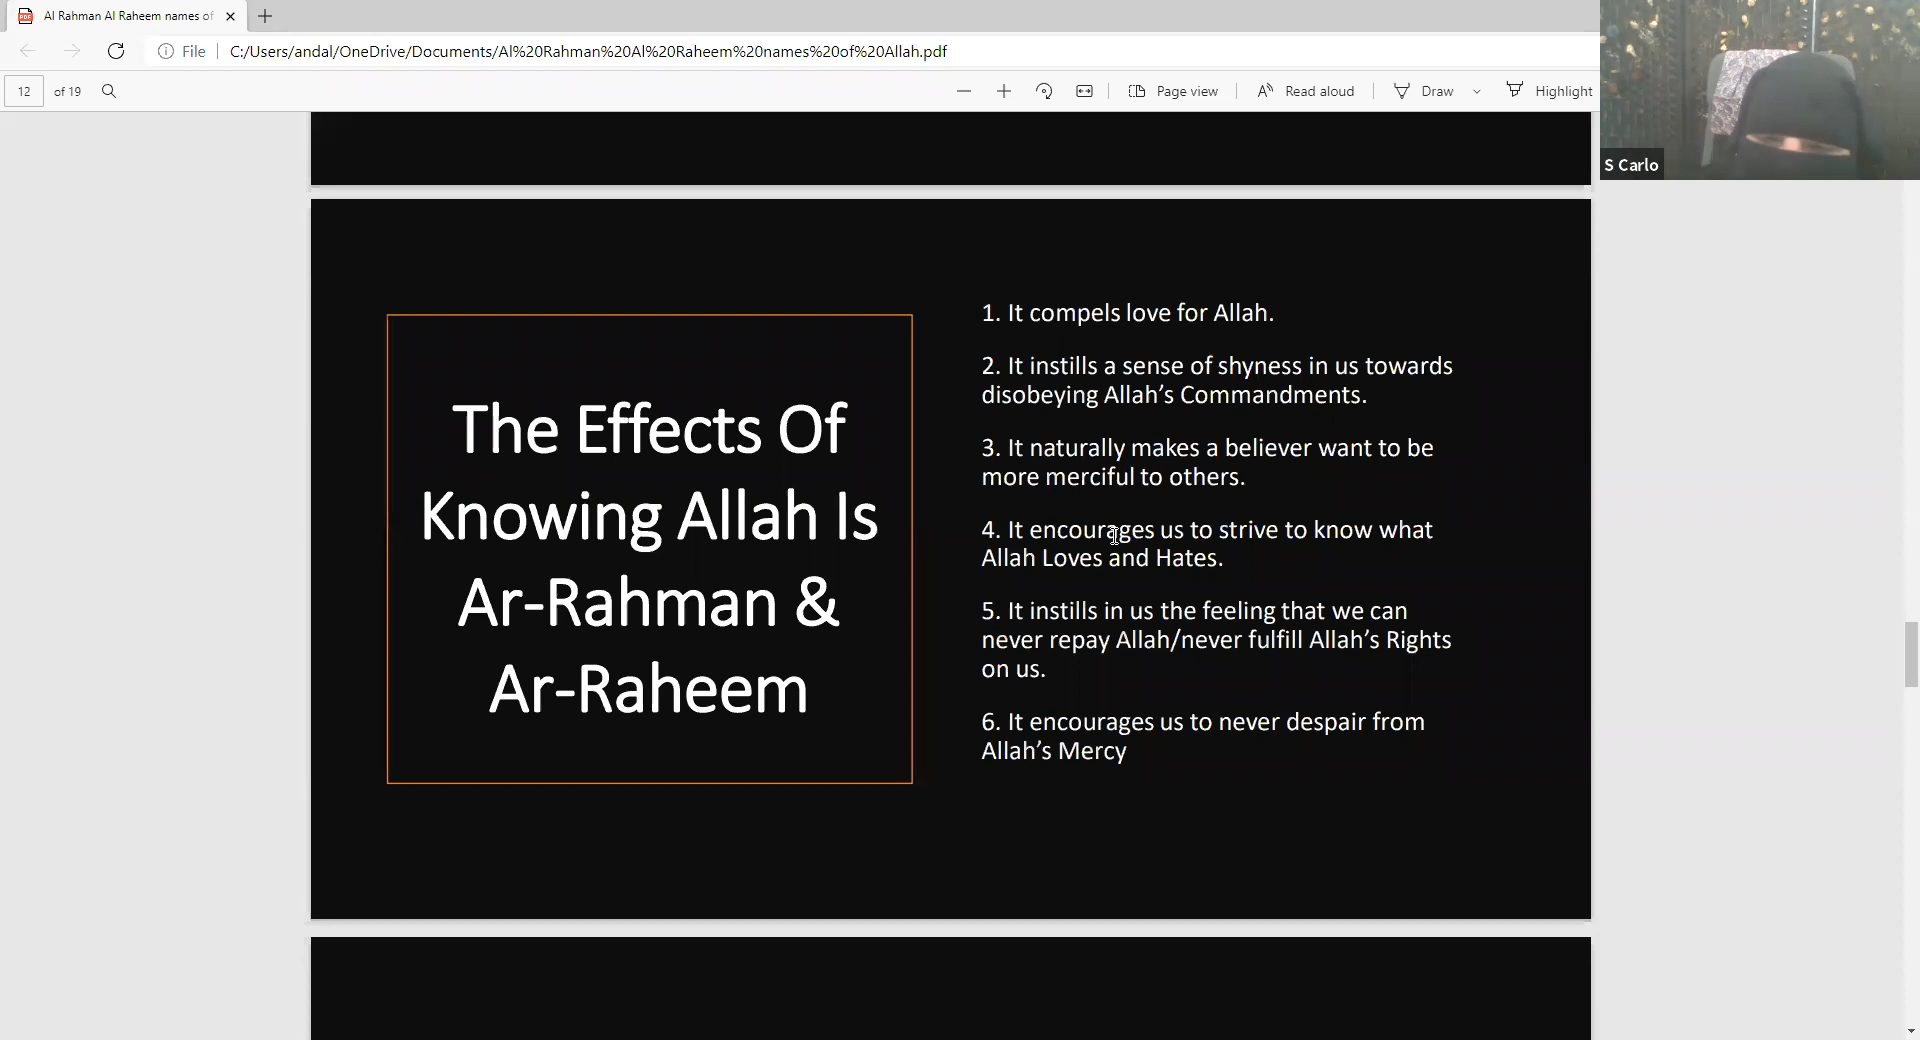 Al Rahman Al Raheem names of
File
C:/Users/andal/OneDrive/Documents/Al%20Rahman%20Al%20Raheem%20names%20of%20Allah.pdf
12 of 19
Page view
Read aloud
Draw
Highlight
S Carlo
The Effects Of
Knowing Allah Is
Ar-Rahman &
Ar-Raheem
1. It compels love for Allah.
2. It instills a sense of shyness in us towards
disobeying Allah’s Commandments.
3. It naturally makes a believer want to be
more merciful to others.
4. It encourages us to strive to know what
Allah Loves and Hates.
5. It instills in us the feeling that we can
never repay Allah/never fulfill Allah’s Rights
on us.
6. It encourages us to never despair from
Allah’s Mercy